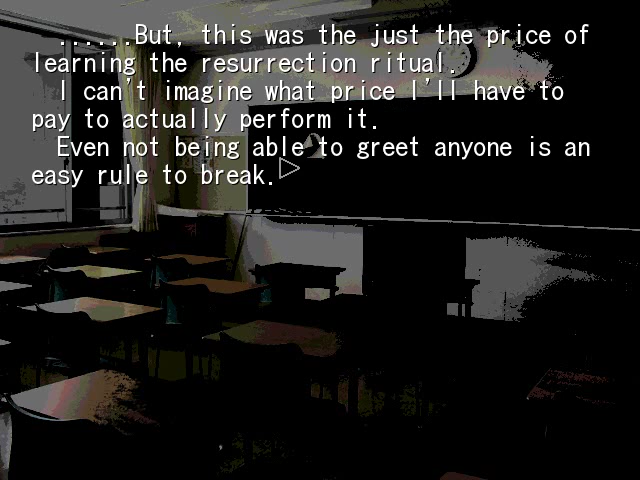 ......But, this was the just the price of
learning the resurrection ritual.
I can't imagine what price I'll have to
pay to actually perform it.
Even not being able to greet anyone is an
easy rule to break.